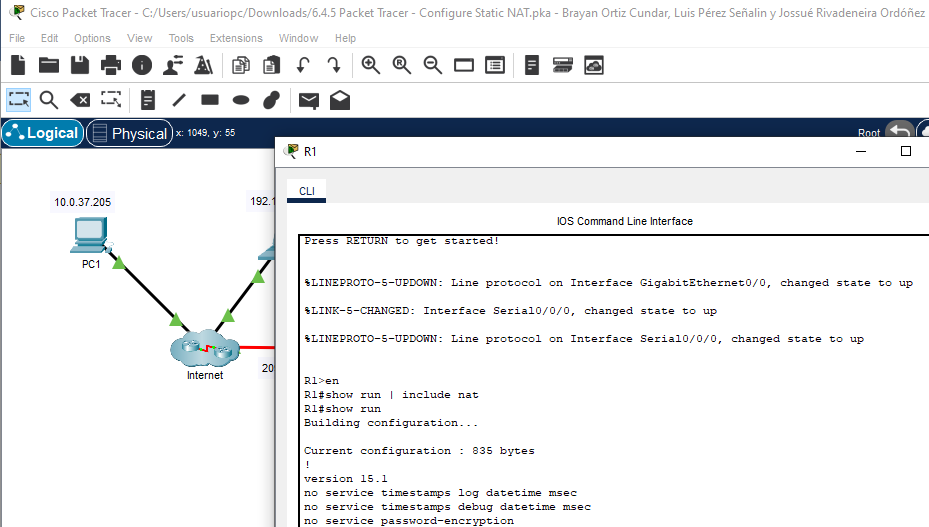 Cisco Packet Tracer - C:/Users/usuariopc/Downloads/6.4.5 Packet Tracer - Configure Static NAT.pka - Brayan Ortiz Cundar, Luis Pérez Señalin y Jossué Rivadeneira Ordóñez
File Edit Options View Tools Extensions Window Help
Logical Physical x: 1049, y: 55 Root
R1
CLI
IOS Command Line Interface
10.0.37.205
192.1
PC1
Internet
20
Press RETURN to get started!
%LINEPROTO-5-UPDOWN: Line protocol on Interface GigabitEthernet0/0, changed state to up
%LINK-5-CHANGED: Interface Serial0/0/0, changed state to up
%LINEPROTO-5-UPDOWN: Line protocol on Interface Serial0/0/0, changed state to up
R1>en
R1#show run | include nat
R1#show run
Building configuration...
Current configuration : 835 bytes
!
version 15.1
no service timestamps log datetime msec
no service timestamps debug datetime msec
no service password-encryption